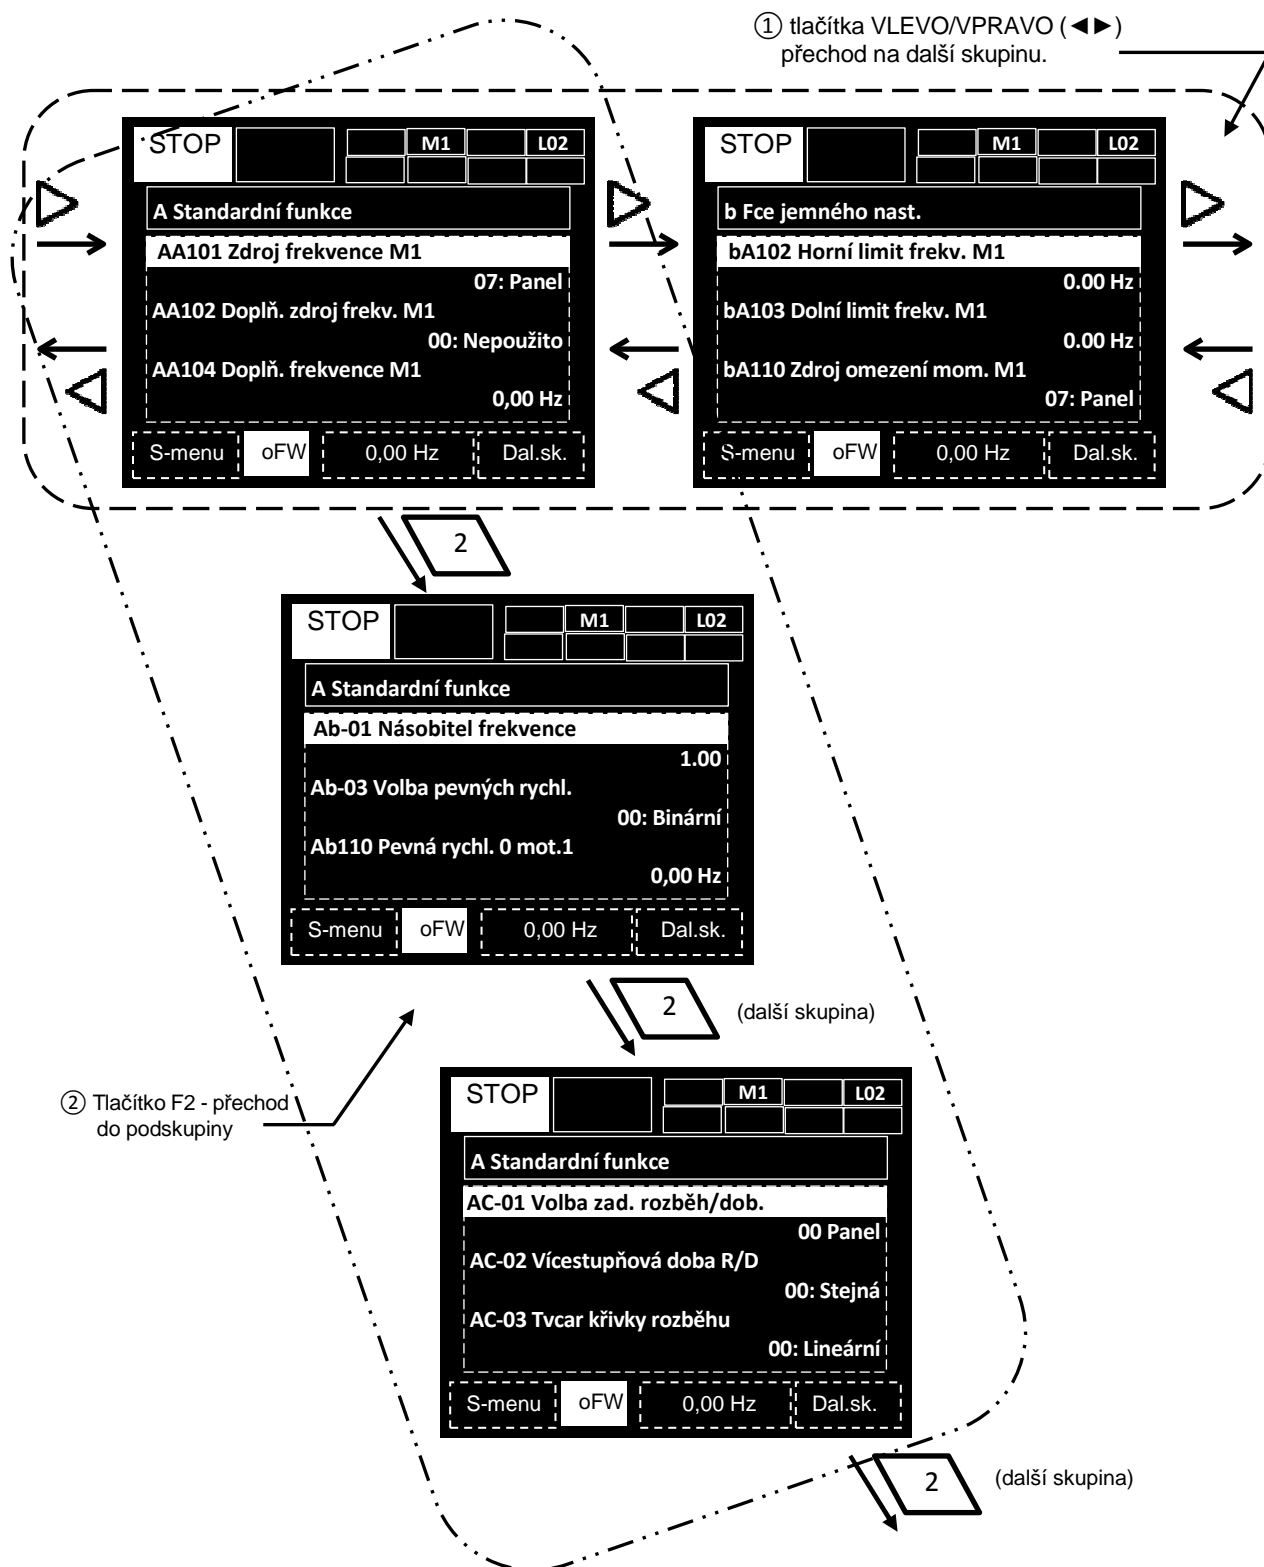 ① tlačítka VLEVO/VPRAVO (◄►)
přechod na další skupinu.
STOP M1 L02
A Standardní funkce
AA101 Zdroj frekvence M1
07: Panel
AA102 Doplň. zdroj frekv. M1
00: Nepoužito
AA104 Doplň. frekvence M1
0,00 Hz
S-menu oFW 0,00 Hz Dal.sk.
STOP M1 L02
b Fce jemného nast.
bA102 Horní limit frekv. M1
0.00 Hz
bA103 Dolní limit frekv. M1
0.00 Hz
bA110 Zdroj omezení mom. M1
07: Panel
S-menu oFW 0,00 Hz Dal.sk.
2
STOP M1 L02
A Standardní funkce
Ab-01 Násobitel frekvence
1.00
Ab-03 Volba pevných rychl.
00: Binární
Ab110 Pevná rychl. 0 mot.1
0,00 Hz
S-menu oFW 0,00 Hz Dal.sk.
2 (další skupina)
② Tlačítko F2 - přechod
do podskupiny
STOP M1 L02
A Standardní funkce
AC-01 Volba zad. rozběh/dob.
00 Panel
AC-02 Vícestupňová doba R/D
00: Stejná
AC-03 Tvcar křivky rozběhu
00: Lineární
S-menu oFW 0,00 Hz Dal.sk.
2 (další skupina)